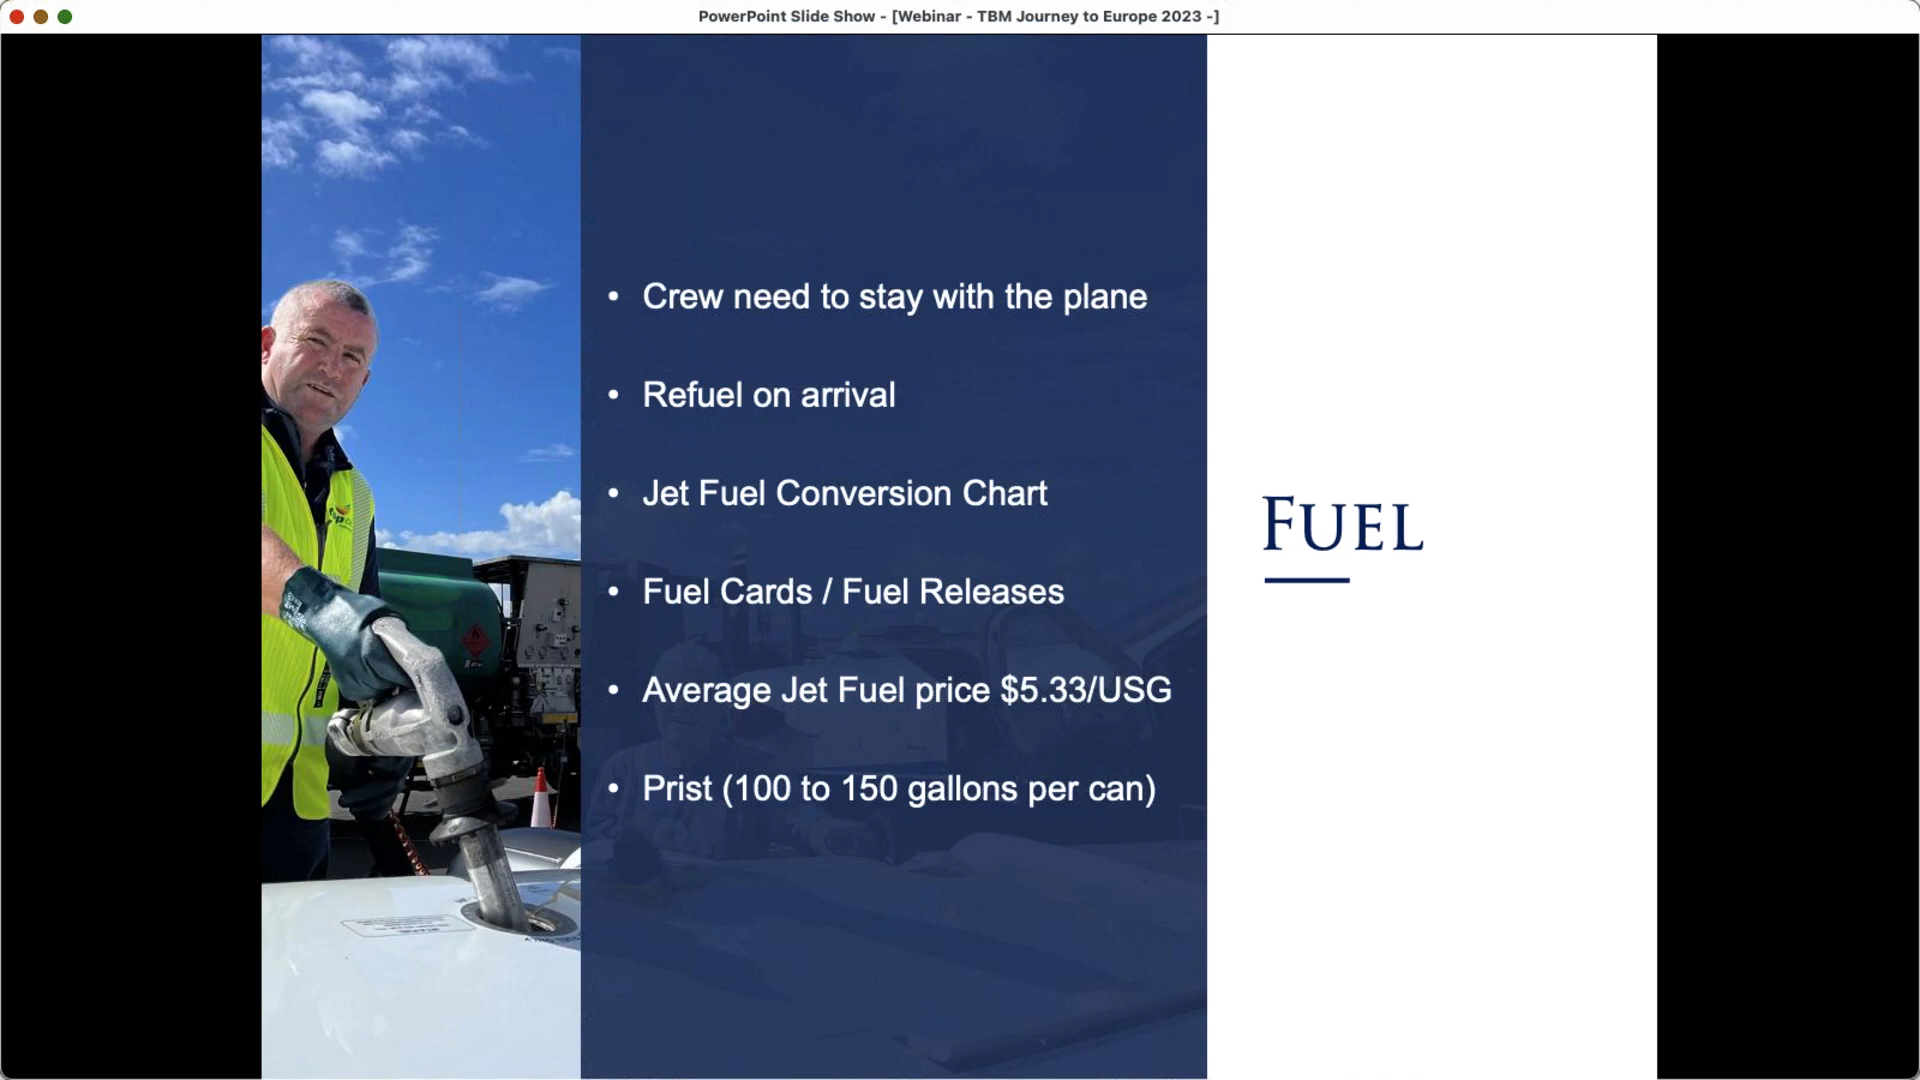 PowerPoint Slide Show - [Webinar - TBM Journey to Europe 2023 -]
• Crew need to stay with the plane
• Refuel on arrival
• Jet Fuel Conversion Chart
• Fuel Cards / Fuel Releases
• Average Jet Fuel price $5.33/USG
• Prist (100 to 150 gallons per can)
FUEL